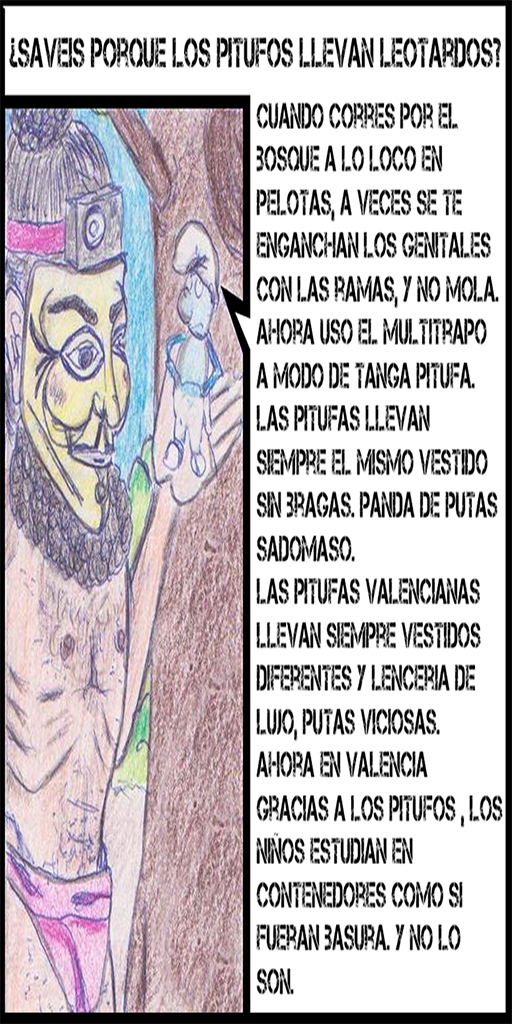 ¿SAVEIS PORQUE LOS PITUFOS LLEVAN LEOTARDOS?
CUANDO CORRES POR EL
BOSQUE A LO LOCO EN
PELOTAS, A VECES SE TE
ENGANCHAN LOS GENITALES
CON LAS RAMAS, Y NO MOLA.
AHORA USO EL MULTITRAPO
A MODO DE TANGA PITUFA.
LAS PITUFAS LLEVAN
SIEMPRE EL MISMO VESTIDO
SIN BRAGAS. PANDA DE PUTAS
SADOMASO.
LAS PITUFAS VALENCIANAS
LLEVAN SIEMPRE VESTIDOS
DIFERENTES Y LENCERIA DE
LUJO, PUTAS VICIOSAS.
AHORA EN VALENCIA
GRACIAS A LOS PITUFOS , LOS
NIÑOS ESTUDIAN EN
CONTENEDORES COMO SI
FUERAN BASURA. Y NO LO
SON.